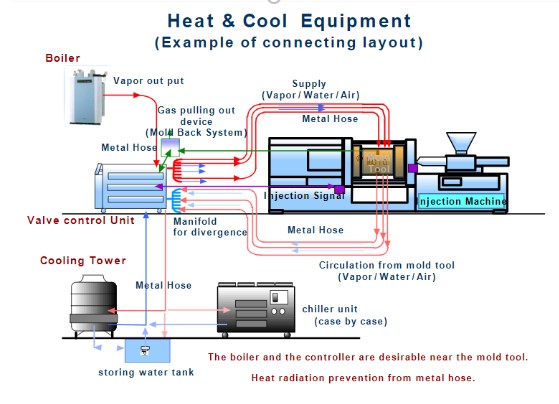 Heat & Cool Equipment
(Example of connecting layout)
Boiler
Vapor out put
Supply
(Vapor/Water/Air)
Gas pulling out
device
(Mold Back System)
Metal Hose
Metal Hose
MOLD
TOOL
Injection Signal
Injection Machine
Valve control Unit
Manifold
for divergence
Metal Hose
Cooling Tower
Circulation from mold tool
(Vapor/Water/Air)
Metal Hose
chiller unit
(case by case)
The boiler and the controller are desirable near the mold tool.
storing water tank
Heat radiation prevention from metal hose.